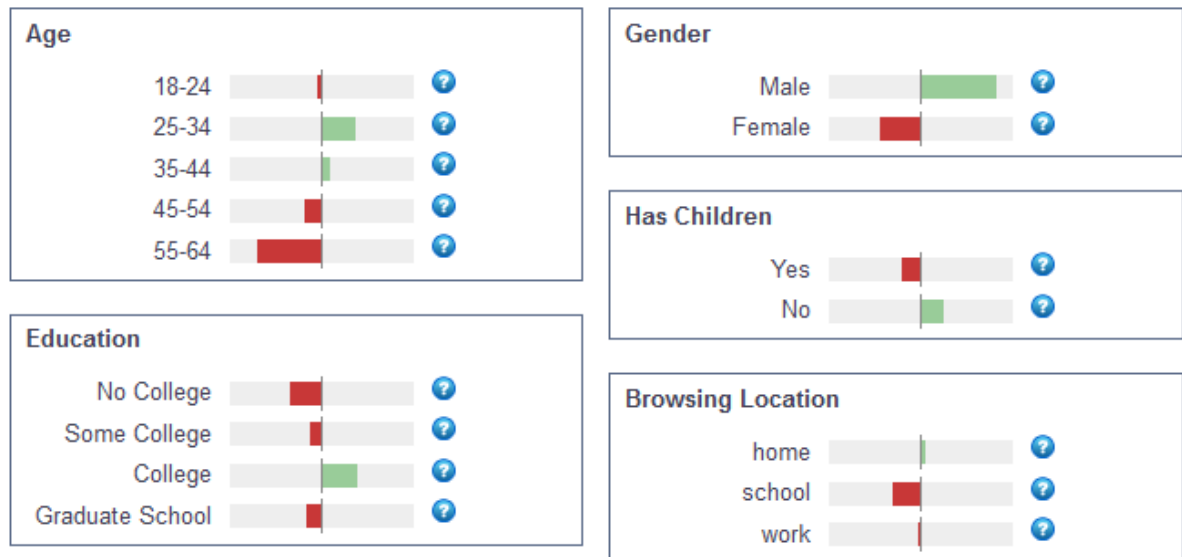 Age
18-24
25-34
35-44
45-54
55-64
Education
No College
Some College
College
Graduate School
Gender
Male
Female
Has Children
Yes
No
Browsing Location
home
school
work